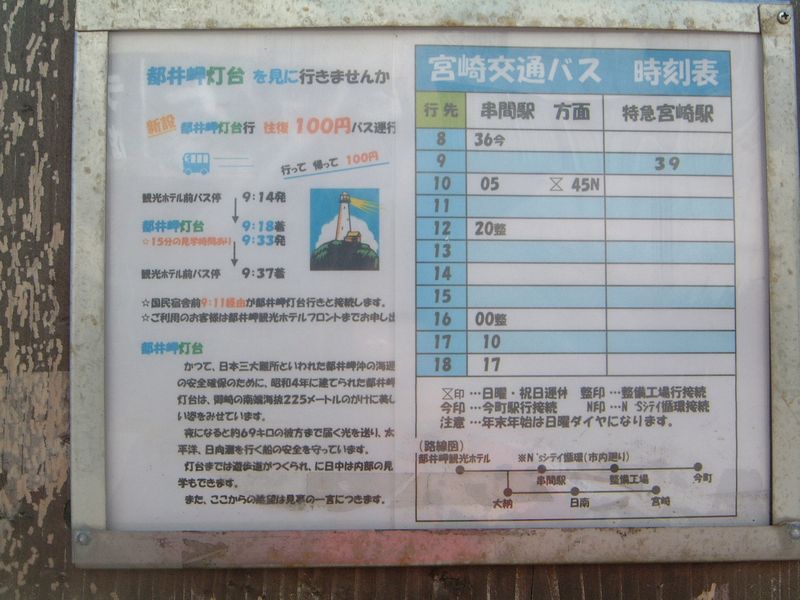 都井岬灯台 を見に行きませんか
新設 都井岬灯台行 往復 100円バス運行
行って 帰って 100円
観光ホテル前バス停 9:14発
都井岬灯台 9:18着
☆15分の見学時間あり 9:33発
観光ホテル前バス停 9:37着
☆国民宿舎前9:11経由が都井岬灯台行きと接続します。
☆ご利用のお客様は都井岬観光ホテルフロントまでお申し出
都井岬灯台
かつて、日本三大難所といわれた都井岬沖の海運
の安全確保のために、昭和4年に建てられた都井岬
灯台は、御崎の南端海抜225メートルのがけに美し
い姿をみせています。
夜になると約69キロの彼方まで届く光を送り、太
平洋、日向灘を行く船の安全を守っています。
灯台までは遊歩道がつくられ、に日中は内部の見
学もできます。
また、ここからの眺望は見事の一言につきます。
宮崎交通バス 時刻表
行先 串間駅 方面 特急宮崎駅
8 36今
9 39
10 05 45N
11
12 20整
13
14
15
16 00整
17 10
18 17
印…日曜・祝日運休 整印…整備工場行接続
今印…今町駅行接続 N印…N'Sシティ循環接続
注意 …年末年始は日曜ダイヤになります。
(路線図)
都井岬観光ホテル ※N'Sシティ循環(市内廻り)
串間駅 整備工場 今町
大納 日南 宮崎